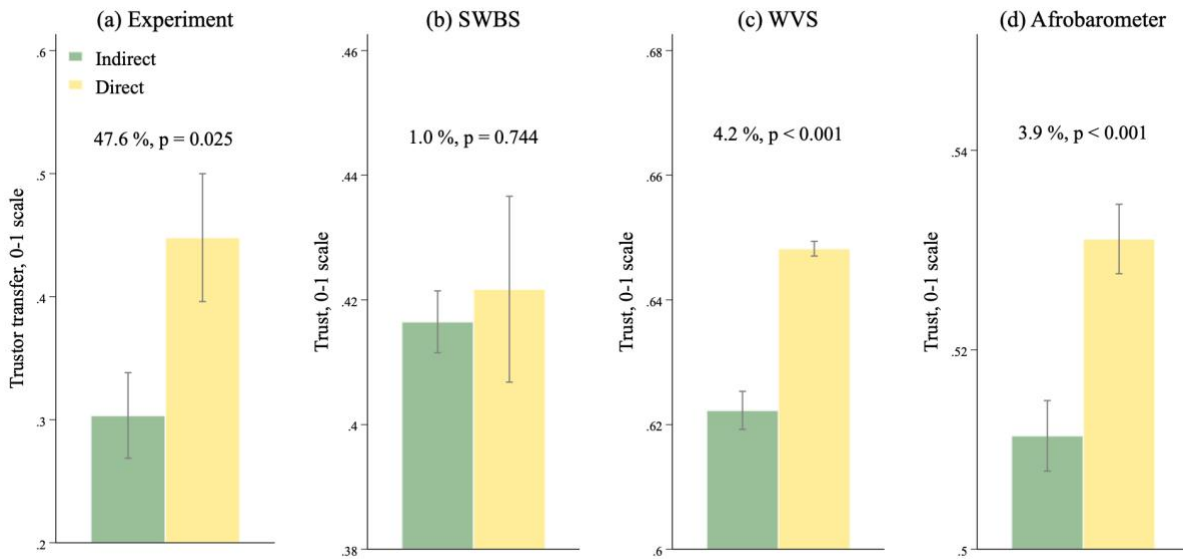 (a) Experiment
Trustor transfer, 0-1 scale
.6
.5
.4
.3
.2
Indirect
Direct
47.6 %, p = 0.025
(b) SWBS
Trust, 0-1 scale
.46
.44
.42
.4
.38
1.0 %, p = 0.744
(c) WVS
Trust, 0-1 scale
.68
.66
.64
.62
.6
4.2 %, p < 0.001
(d) Afrobarometer
Trust, 0-1 scale
.54
.52
.5
3.9 %, p < 0.001